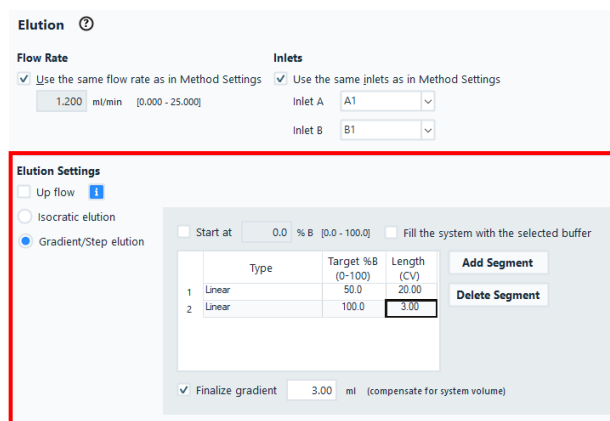 Elution ?
Flow Rate
Inlets
Use the same flow rate as in Method Settings
Use the same inlets as in Method Settings
1.200 ml/min [0.000 - 25.000]
Inlet A A1
Inlet B B1
Elution Settings
Up flow i
Isocratic elution
Gradient/Step elution
Start at 0.0 % B [0.0 - 100.0] Fill the system with the selected buffer
Type Target %B (0-100) Length (CV)
1 Linear 50.0 20.00
2 Linear 100.0 3.00
Add Segment
Delete Segment
Finalize gradient 3.00 ml (compensate for system volume)